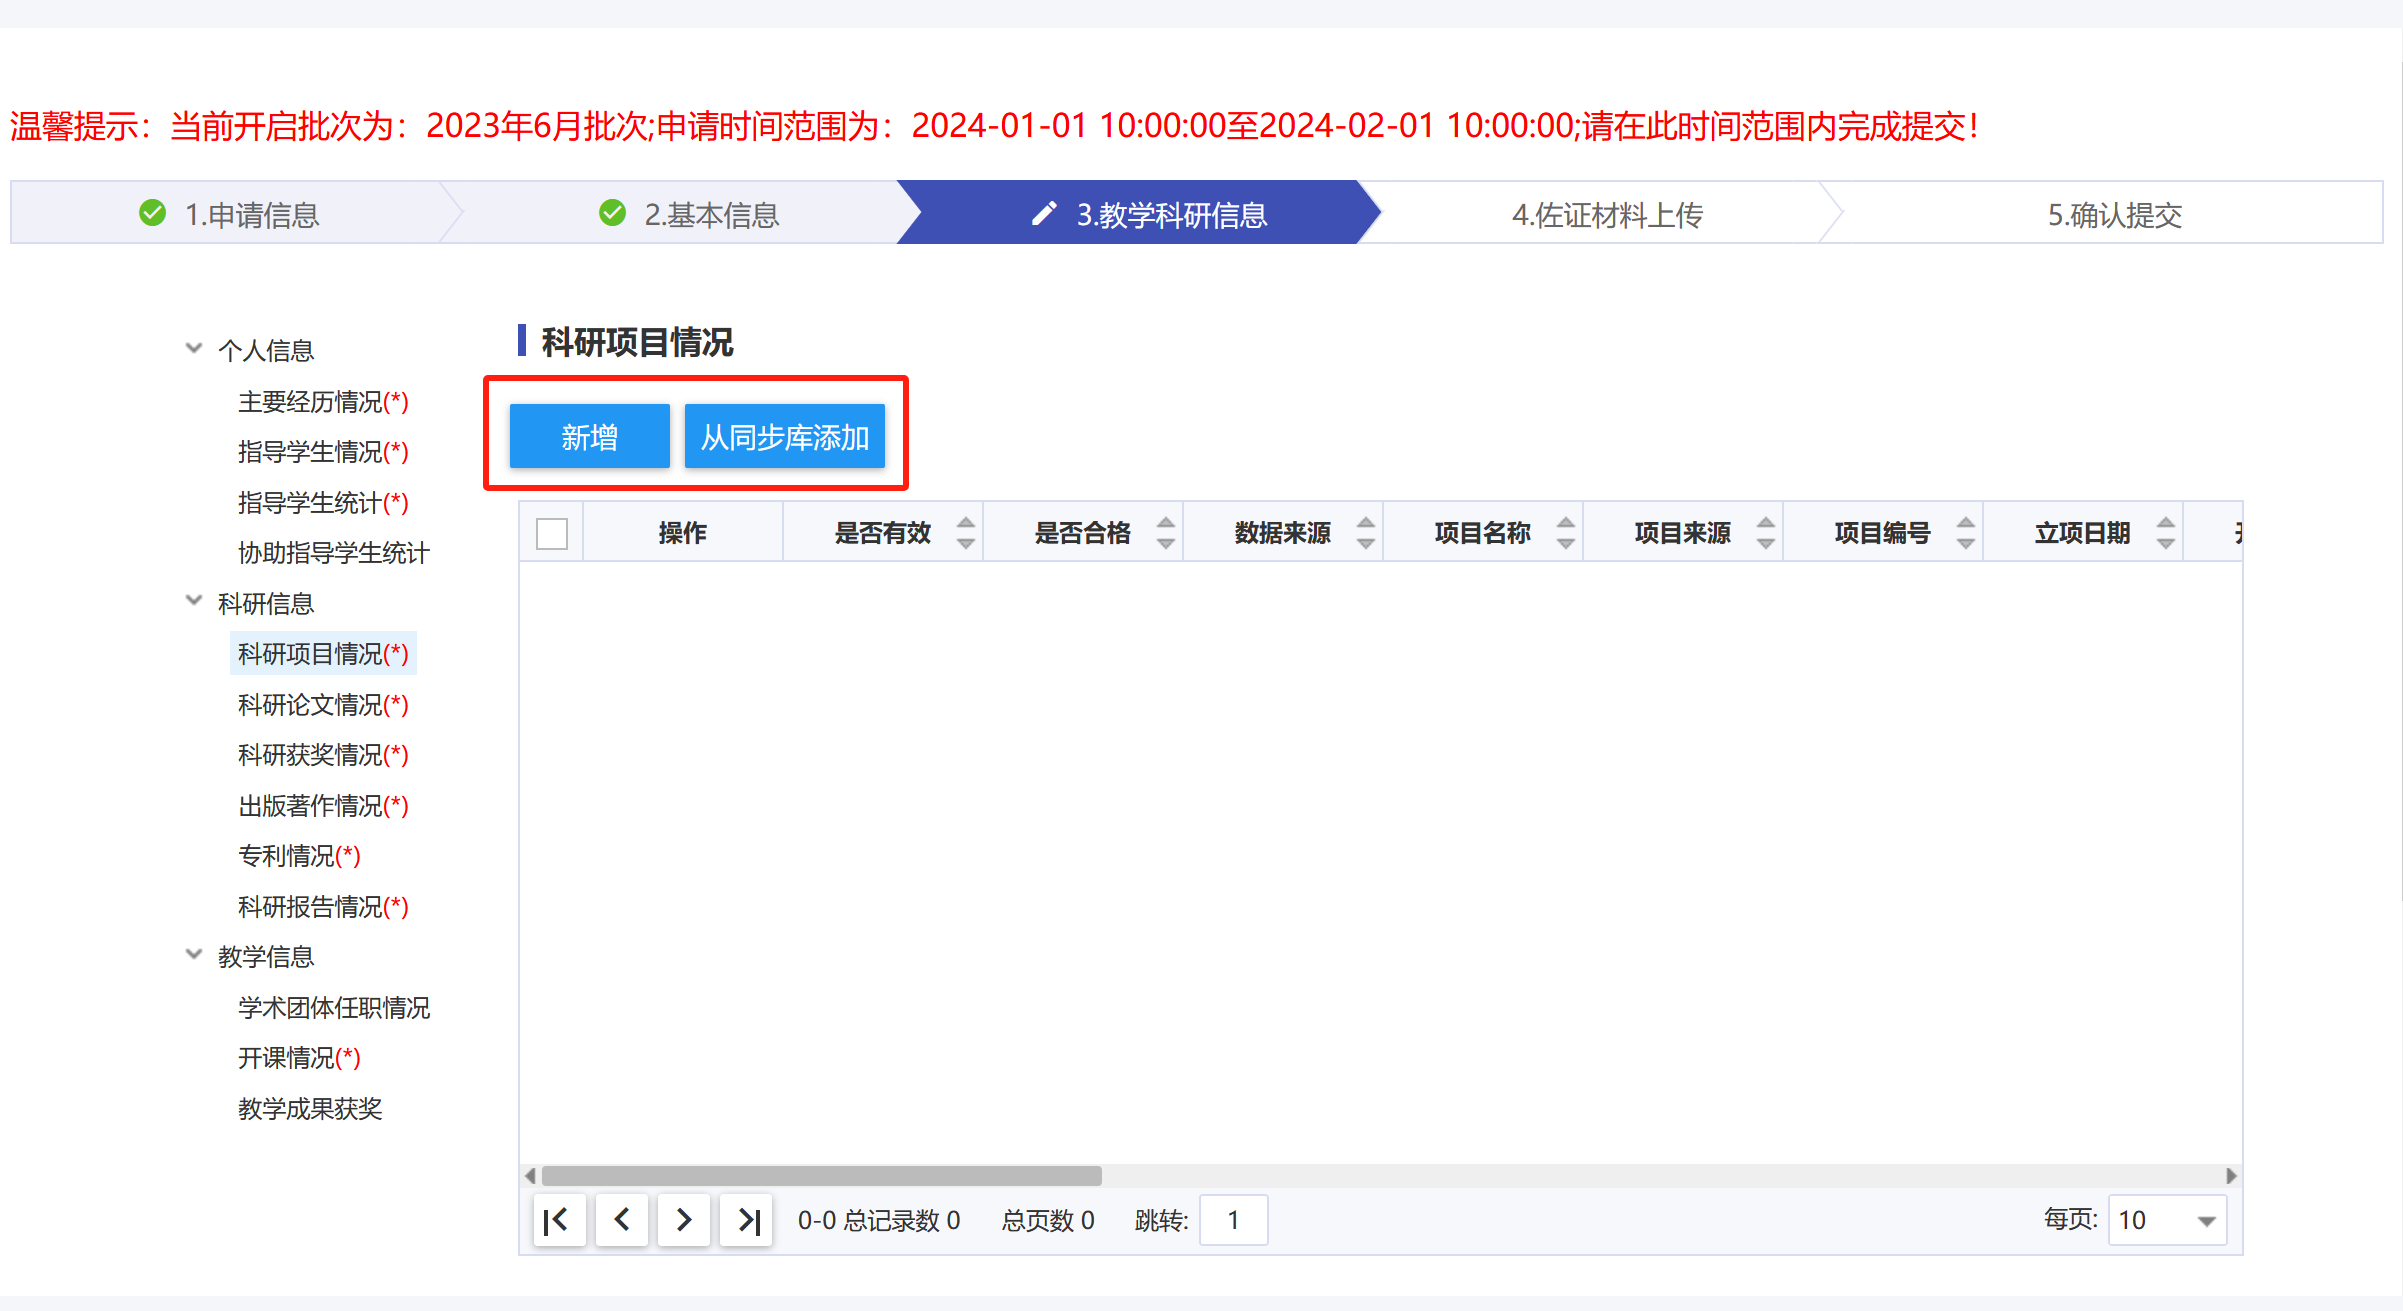 温馨提示：当前开启批次为：2023年6月批次;申请时间范围为：2024-01-01 10:00:00至2024-02-01 10:00:00;请在此时间范围内完成提交!
1.申请信息 2.基本信息 3.教学科研信息 4.佐证材料上传 5.确认提交
个人信息
主要经历情况(*)
指导学生情况(*)
指导学生统计(*)
协助指导学生统计
科研信息
科研项目情况(*)
科研论文情况(*)
科研获奖情况(*)
出版著作情况(*)
专利情况(*)
科研报告情况(*)
教学信息
学术团体任职情况
开课情况(*)
教学成果获奖
科研项目情况
新增 从同步库添加
操作 是否有效 是否合格 数据来源 项目名称 项目来源 项目编号 立项日期
0-0 总记录数 0 总页数 0 跳转: 1 每页: 10